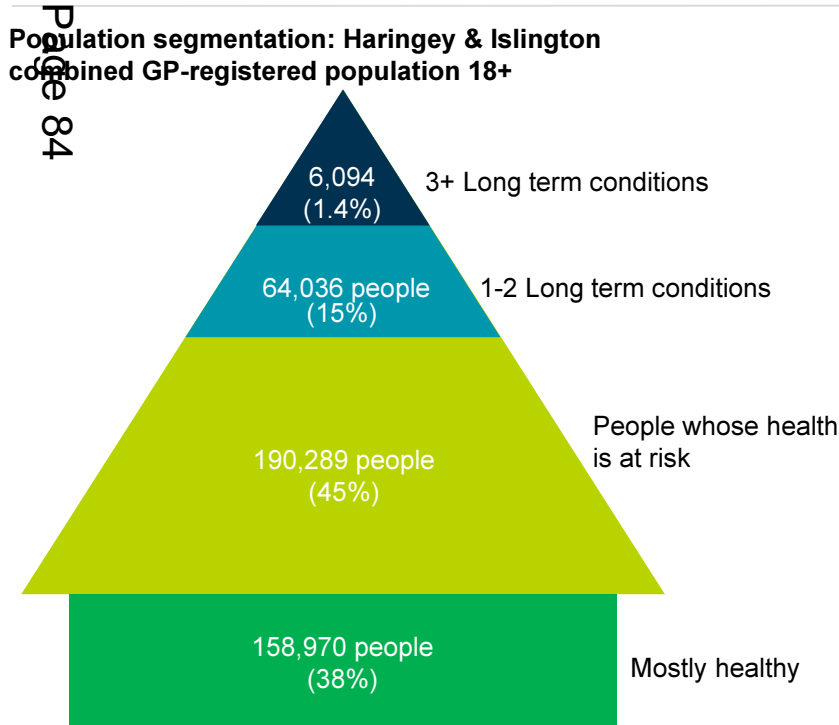 Page 84
Population segmentation: Haringey & Islington
combined GP-registered population 18+
6,094
(1.4%)
3+ Long term conditions
64,036 people
(15%)
1-2 Long term conditions
190,289 people
(45%)
People whose health
is at risk
158,970 people
(38%)
Mostly healthy